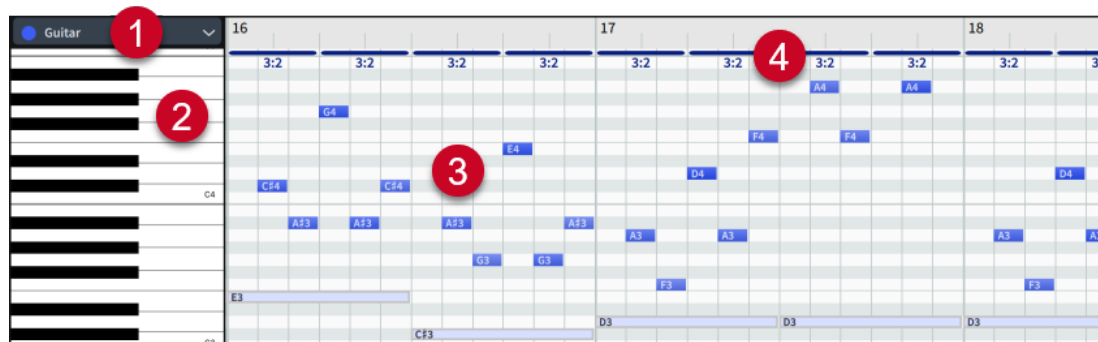 Guitar 1 16 17 18
3:2 3:2 3:2 3:2 3:2 3:2 4 3:2 3:2 3:2
A4 A4
2 G4
F4 F4
E4
3 D4 D4
C♯4 C♯4
C4
A♯3 A♯3 A♯3 A♯3
A3 A3 A3
G3 G3
F3 F3
E3
D3 D3 D3
C♯3